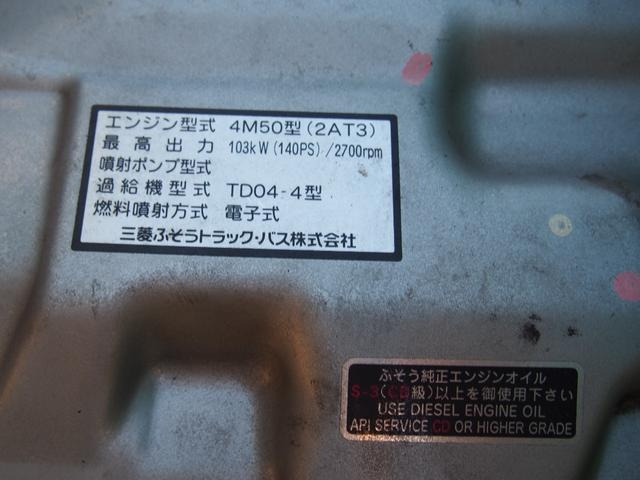 エンジン型式 4M50型(2AT3)
最高出力 103kW(140PS)/2700rpm
噴射ポンプ型式
過給機型式 TD04-4型
燃料噴射方式 電子式
三菱ふそうトラック・バス株式会社
ふそう純正エンジンオイル
S-3(CD級)以上を御使用下さい
USE DIESEL ENGINE OIL
API SERVICE CD OR HIGHER GRADE